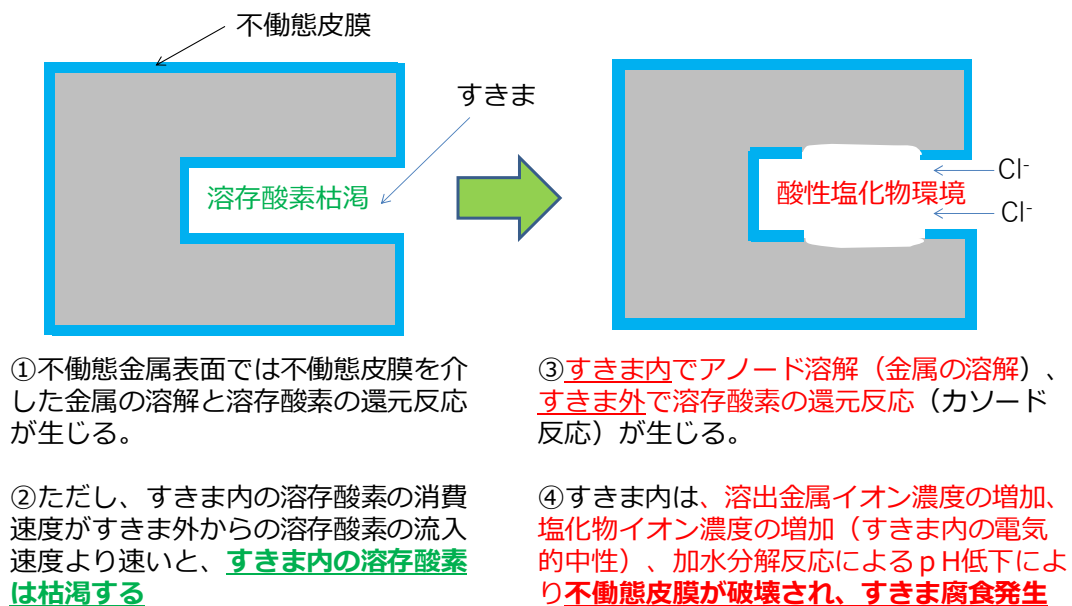 不働態皮膜
すきま
溶存酸素枯渇
酸性塩化物環境
Cl-
Cl-
①不働態金属表面では不働態皮膜を介
した金属の溶解と溶存酸素の還元反応
が生じる。
②ただし、すきま内の溶存酸素の消費
速度がすきま外からの溶存酸素の流入
速度より速いと、すきま内の溶存酸素
は枯渇する
③すきま内でアノード溶解（金属の溶解）、
すきま外で溶存酸素の還元反応（カソード
反応）が生じる。
④すきま内は、溶出金属イオン濃度の増加、
塩化物イオン濃度の増加（すきま内の電気
的中性）、加水分解反応によるｐH低下によ
り不働態皮膜が破壊され、すきま腐食発生